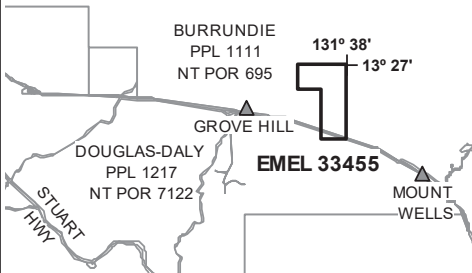 BURRUNDIE
PPL 1111
NT POR 695
131º 38'
13º 27'
GROVE HILL
DOUGLAS-DALY
PPL 1217
NT POR 7122
EMEL 33455
MOUNT
WELLS
STUART
HWY